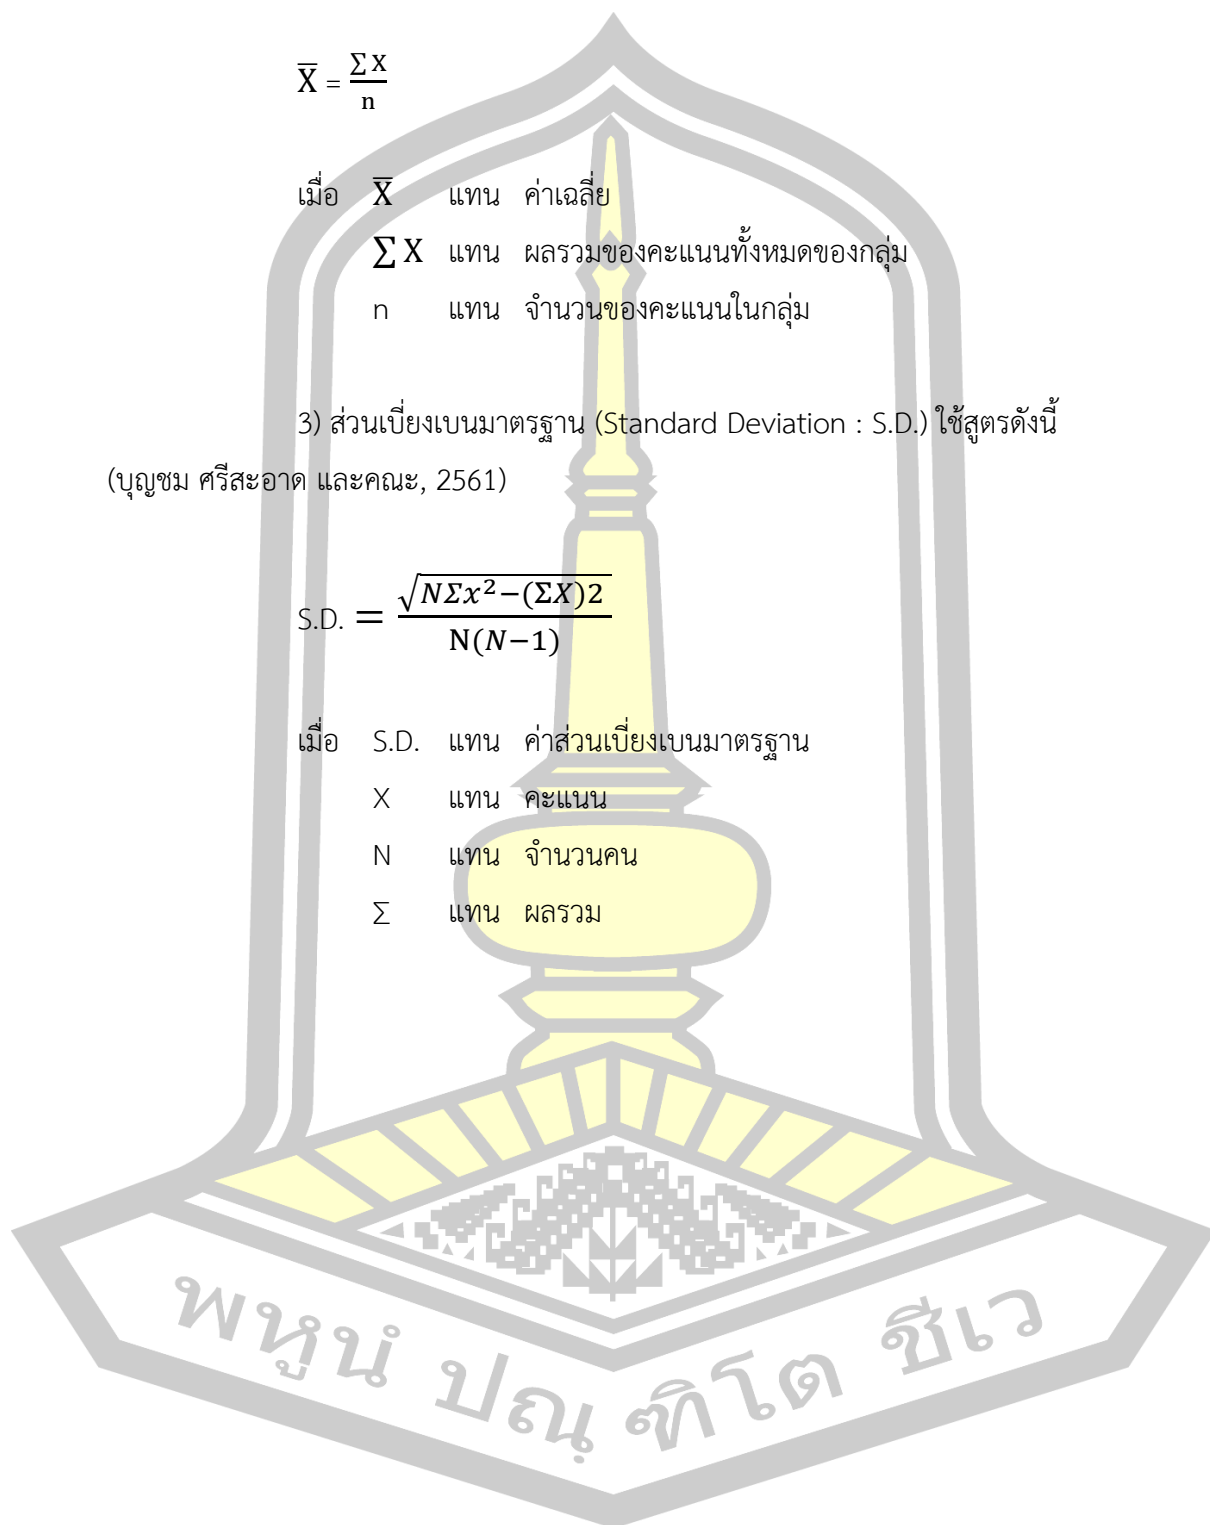 X̅ = ∑ X / n
เมื่อ X̅ แทน ค่าเฉลี่ย
∑ X แทน ผลรวมของคะแนนทั้งหมดของกลุ่ม
n แทน จำนวนของคะแนนในกลุ่ม
3) ส่วนเบี่ยงเบนมาตรฐาน (Standard Deviation : S.D.) ใช้สูตรดังนี้
(บุญชม ศรีสะอาด และคณะ, 2561)
S.D. = √NΣx²−(ΣX)2 / N(N−1)
เมื่อ S.D. แทน ค่าส่วนเบี่ยงเบนมาตรฐาน
X แทน คะแนน
N แทน จำนวนคน
Σ แทน ผลรวม
พหูนํ ปณฺฑิโต ชีเว